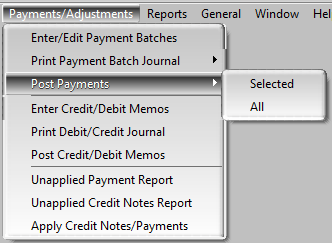 Payments/Adjustments Reports General Window Hel
Enter/Edit Payment Batches
Print Payment Batch Journal
Post Payments
Selected
All
Enter Credit/Debit Memos
Print Debit/Credit Journal
Post Credit/Debit Memos
Unapplied Payment Report
Unapplied Credit Notes Report
Apply Credit Notes/Payments